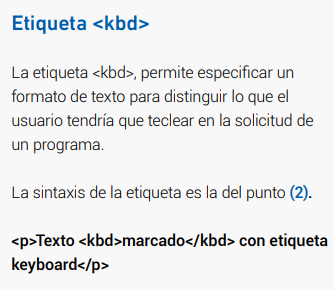 Etiqueta <kbd>
La etiqueta <kbd>, permite especificar un
formato de texto para distinguir lo que el
usuario tendría que teclear en la solicitud de
un programa.
La sintaxis de la etiqueta es la del punto (2).
<p>Texto <kbd>marcado</kbd> con etiqueta
keyboard</p>